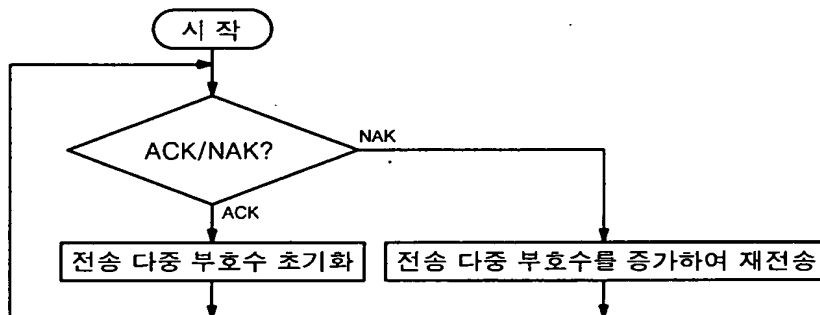 시 작
ACK/NAK?
NAK
ACK
전송 다중 부호수 초기화
전송 다중 부호수를 증가하여 재전송